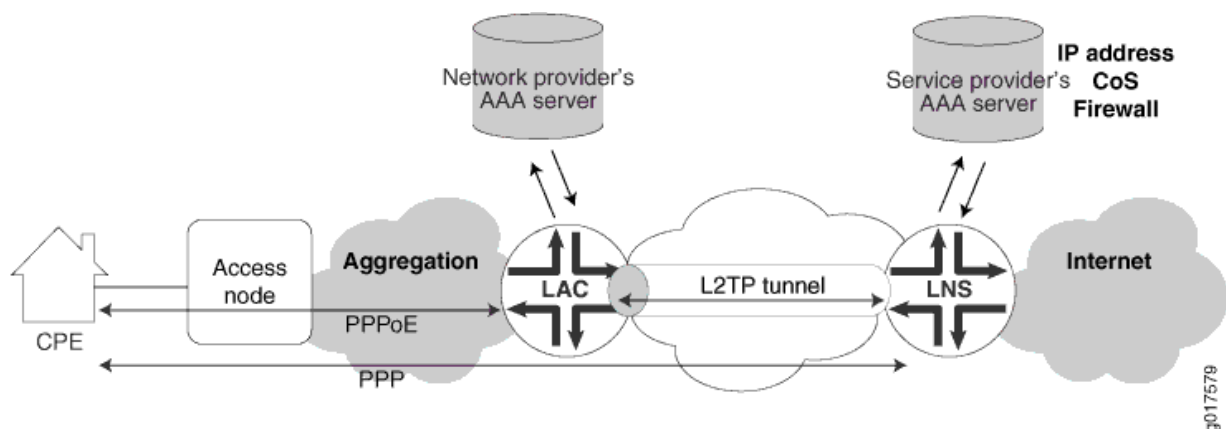 Network provider's
AAA server
Service provider's
AAA server
IP address
CoS
Firewall
Access
node
Aggregation
LAC
L2TP tunnel
LNS
Internet
CPE
PPPoE
PPP
g017579